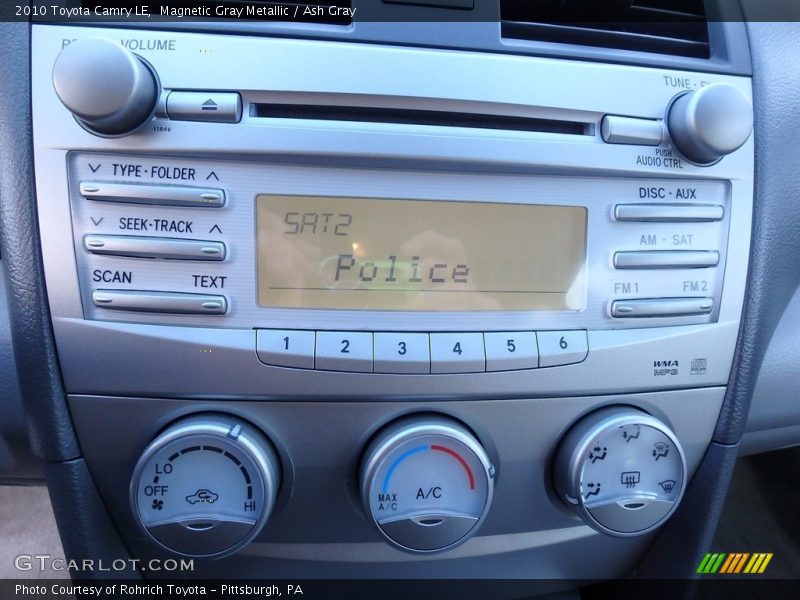 2010 Toyota Camry LE, Magnetic Gray Metallic / Ash Gray
VOLUME
TUNE
11846
PUSH
AUDIO CTRL
TYPE·FOLDER
SEEK·TRACK
SCAN TEXT
SAT2
Police
DISC·AUX
AM · SAT
FM1 FM2
1 2 3 4 5 6
WMA
MP3
LO
OFF
HI
MAX
A/C
A/C
GTCARLOT.COM
Photo Courtesy of Rohrich Toyota - Pittsburgh, PA